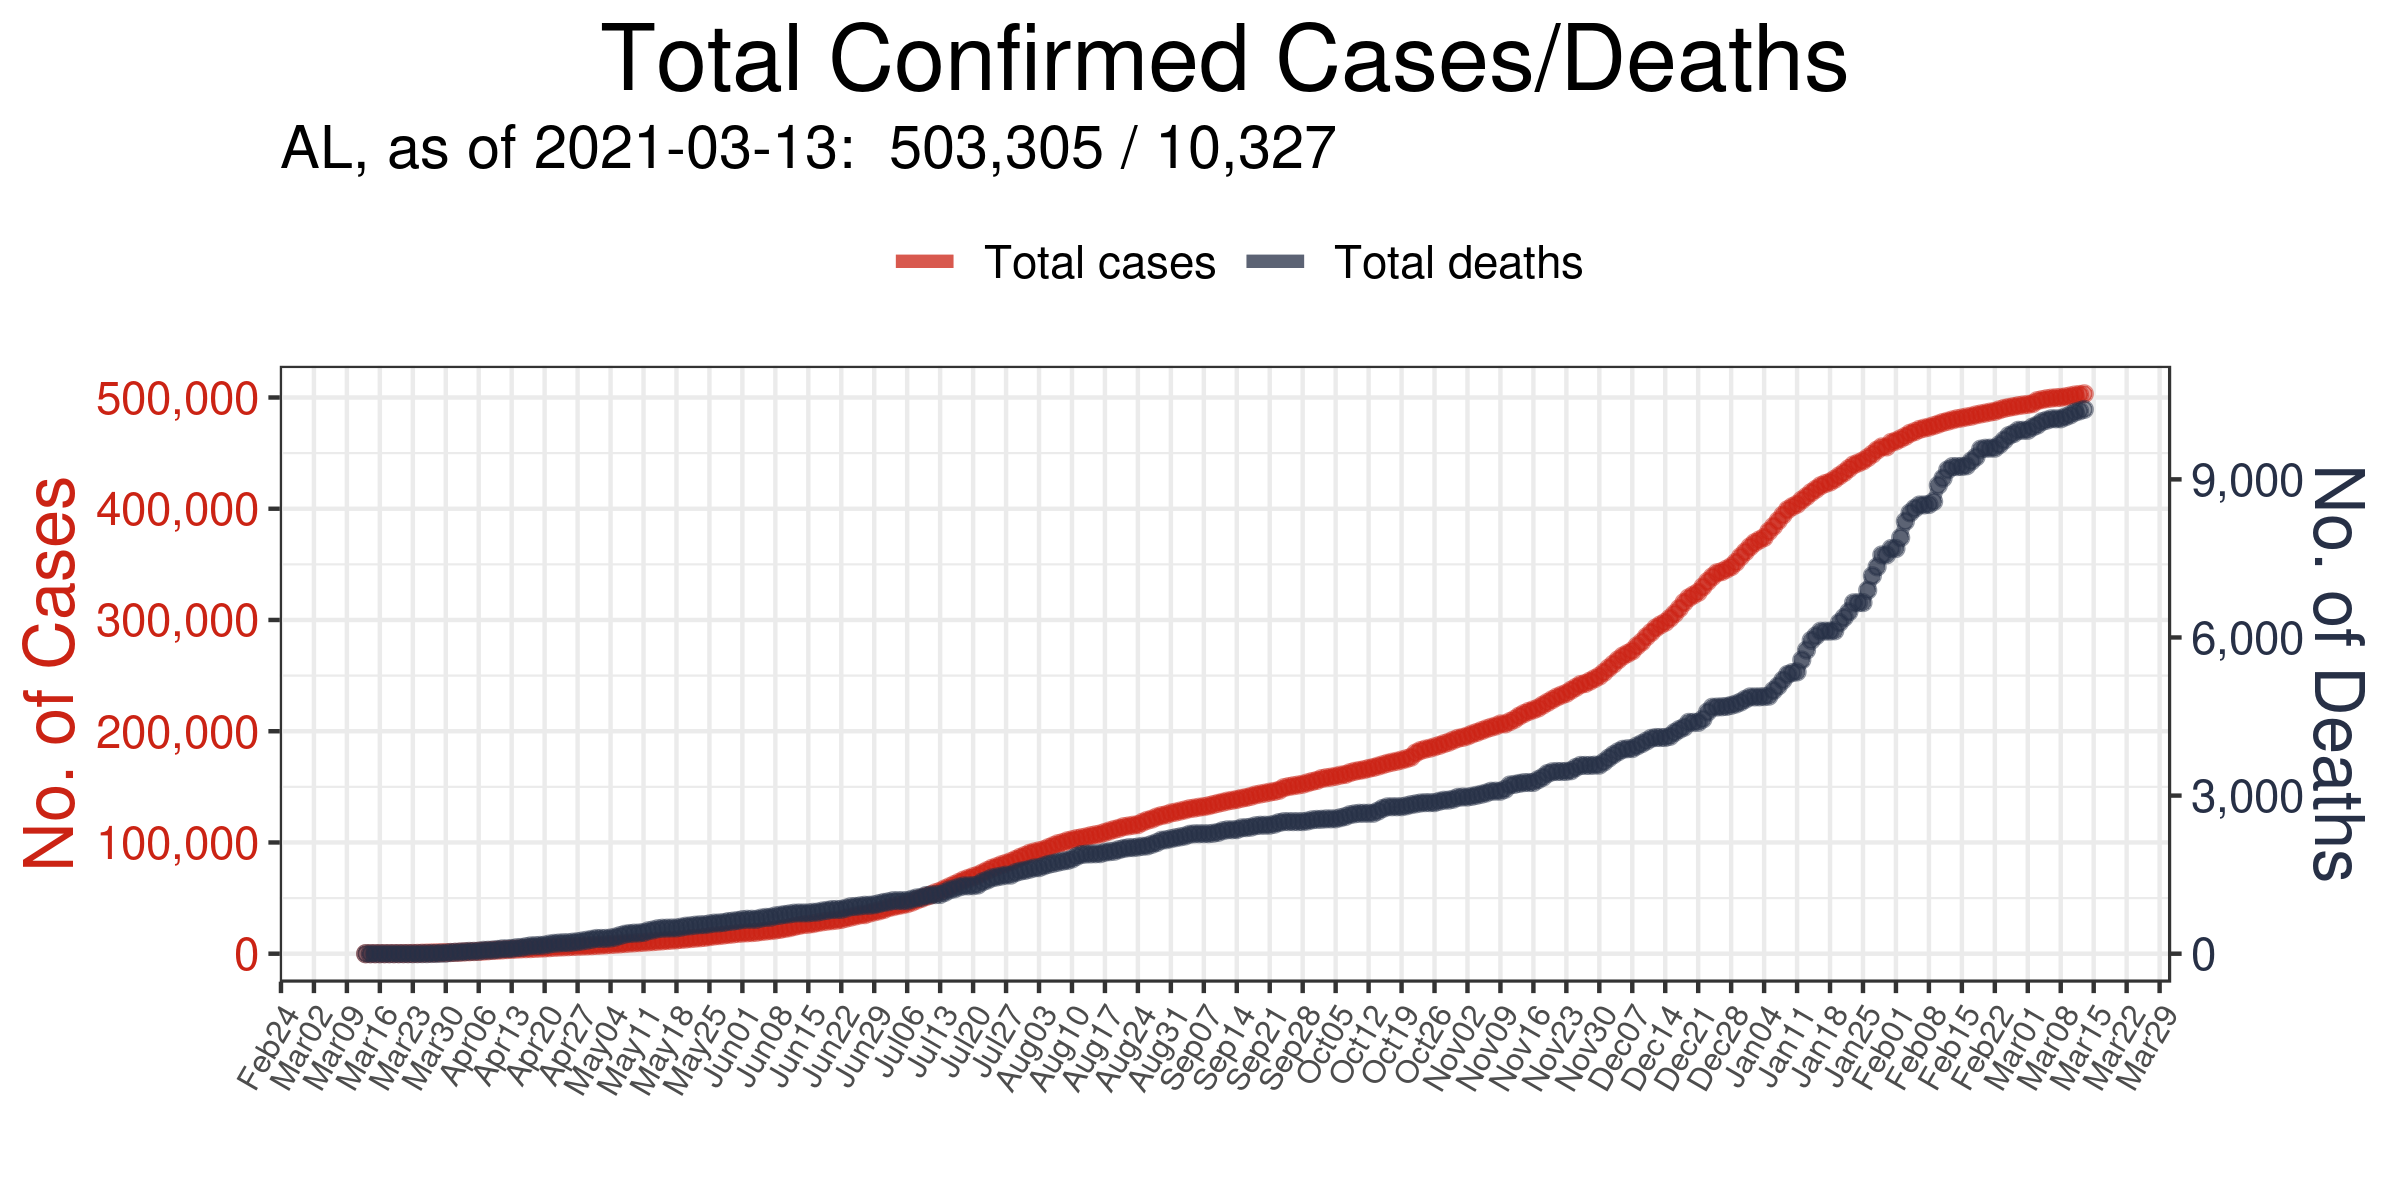 Total Confirmed Cases/Deaths
AL, as of 2021-03-13:  503,305 / 10,327
Total cases
Total deaths
No. of Cases
500,000
400,000
300,000
200,000
100,000
0
9,000
6,000
3,000
0
No. of Deaths
Feb24
Mar02
Mar09
Mar16
Mar23
Mar30
Apr06
Apr13
Apr20
Apr27
May04
May11
May18
May25
Jun01
Jun08
Jun15
Jun22
Jun29
Jul06
Jul13
Jul20
Jul27
Aug03
Aug10
Aug17
Aug24
Aug31
Sep07
Sep14
Sep21
Sep28
Oct05
Oct12
Oct19
Oct26
Nov02
Nov09
Nov16
Nov23
Nov30
Dec07
Dec14
Dec21
Dec28
Jan04
Jan11
Jan18
Jan25
Feb01
Feb08
Feb15
Feb22
Mar01
Mar08
Mar15
Mar22
Mar29